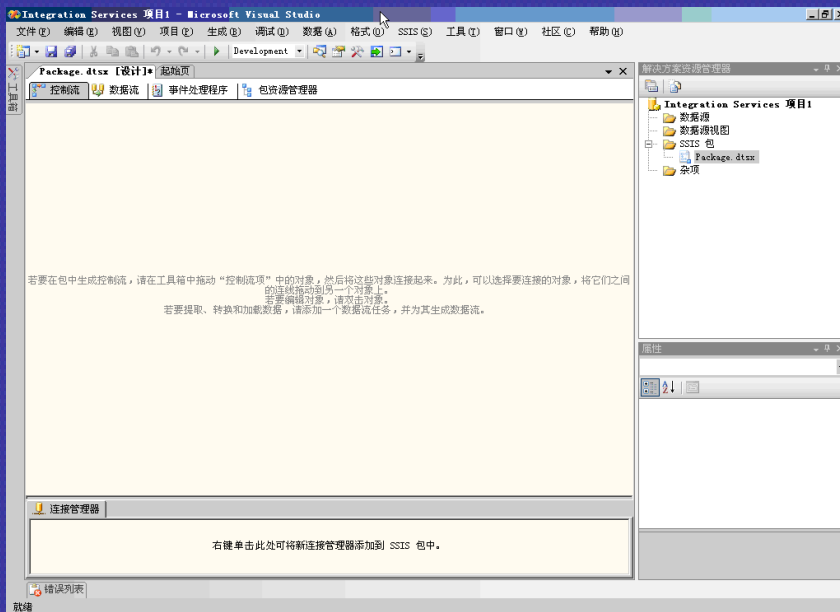 Integration Services 项目1 - Microsoft Visual Studio
文件(F) 编辑(E) 视图(V) 项目(P) 生成(B) 调试(D) 数据(A) 格式(O) SSIS(S) 工具(T) 窗口(W) 社区(C) 帮助(H)
Development
Package.dtsx [设计]* 起始页
控制流 数据流 事件处理程序 包资源管理器
工具箱
若要在包中生成控制流，请在工具箱中拖动“控制流项”中的对象，然后将这些对象连接起来。为此，可以选择要连接的对象，将它们之间
的连线拖动到另一个对象上。
若要编辑对象，请双击对象。
若要提取、转换和加载数据，请添加一个数据流任务，并为其生成数据流。
连接管理器
右键单击此处可将新连接管理器添加到 SSIS 包中。
解决方案资源管理器
Integration Services 项目1
数据源
数据源视图
SSIS 包
Package.dtsx
杂项
属性
错误列表
就绪